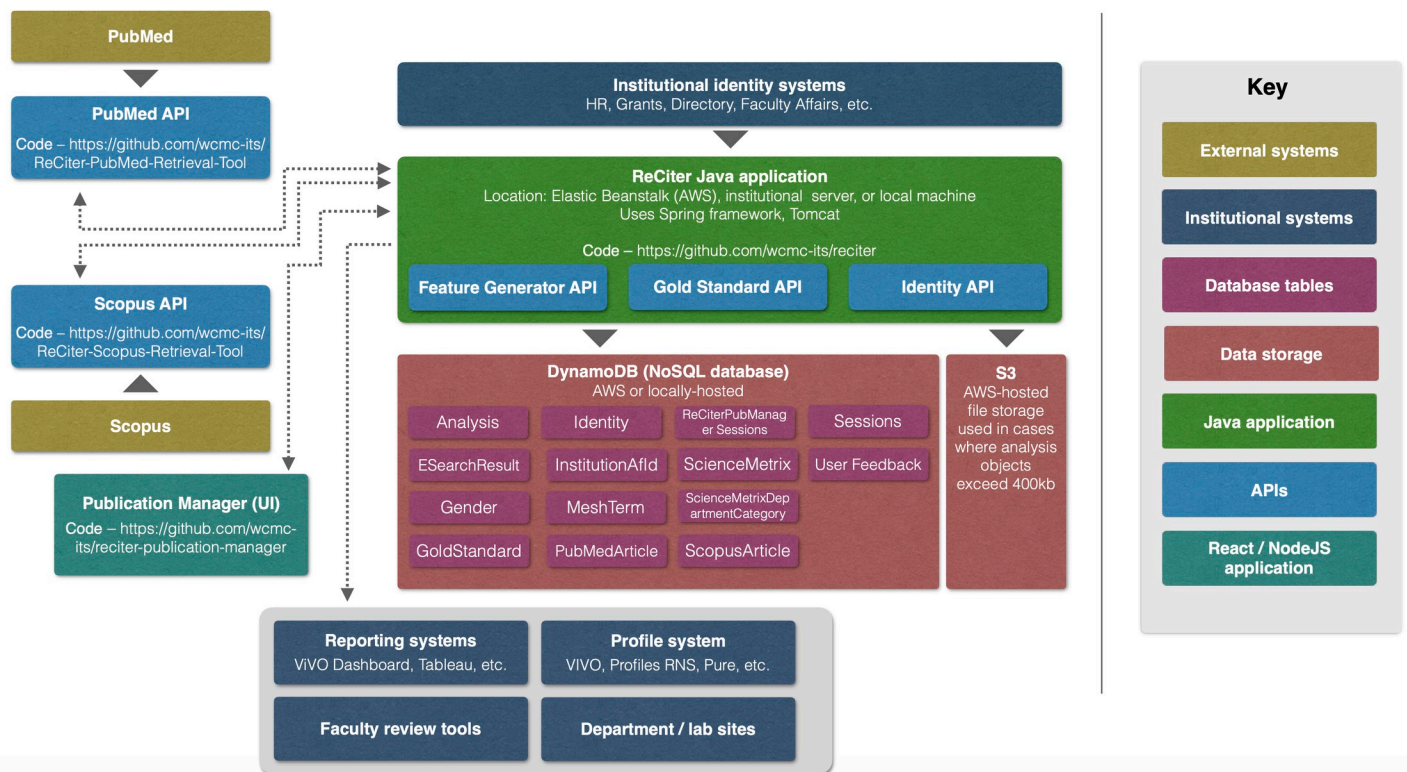 PubMed
PubMed API
Code – https://github.com/wcmc-its/
ReCiter-PubMed-Retrieval-Tool
Scopus API
Code – https://github.com/wcmc-its/
ReCiter-Scopus-Retrieval-Tool
Scopus
Publication Manager (UI)
Code – https://github.com/wcmc-
its/reciter-publication-manager
Institutional identity systems
HR, Grants, Directory, Faculty Affairs, etc.
ReCiter Java application
Location: Elastic Beanstalk (AWS), institutional server, or local machine
Uses Spring framework, Tomcat
Code – https://github.com/wcmc-its/reciter
Feature Generator API
Gold Standard API
Identity API
DynamoDB (NoSQL database)
AWS or locally-hosted
Analysis
Identity
ReCiterPubManag
er Sessions
Sessions
ESearchResult
InstitutionAfId
ScienceMetrix
User Feedback
Gender
MeshTerm
ScienceMetrixDep
artmentCategory
GoldStandard
PubMedArticle
ScopusArticle
S3
AWS-hosted
file storage
used in cases
where analysis
objects
exceed 400kb
Reporting systems
ViVO Dashboard, Tableau, etc.
Profile system
VIVO, Profiles RNS, Pure, etc.
Faculty review tools
Department / lab sites
Key
External systems
Institutional systems
Database tables
Data storage
Java application
APIs
React / NodeJS
application